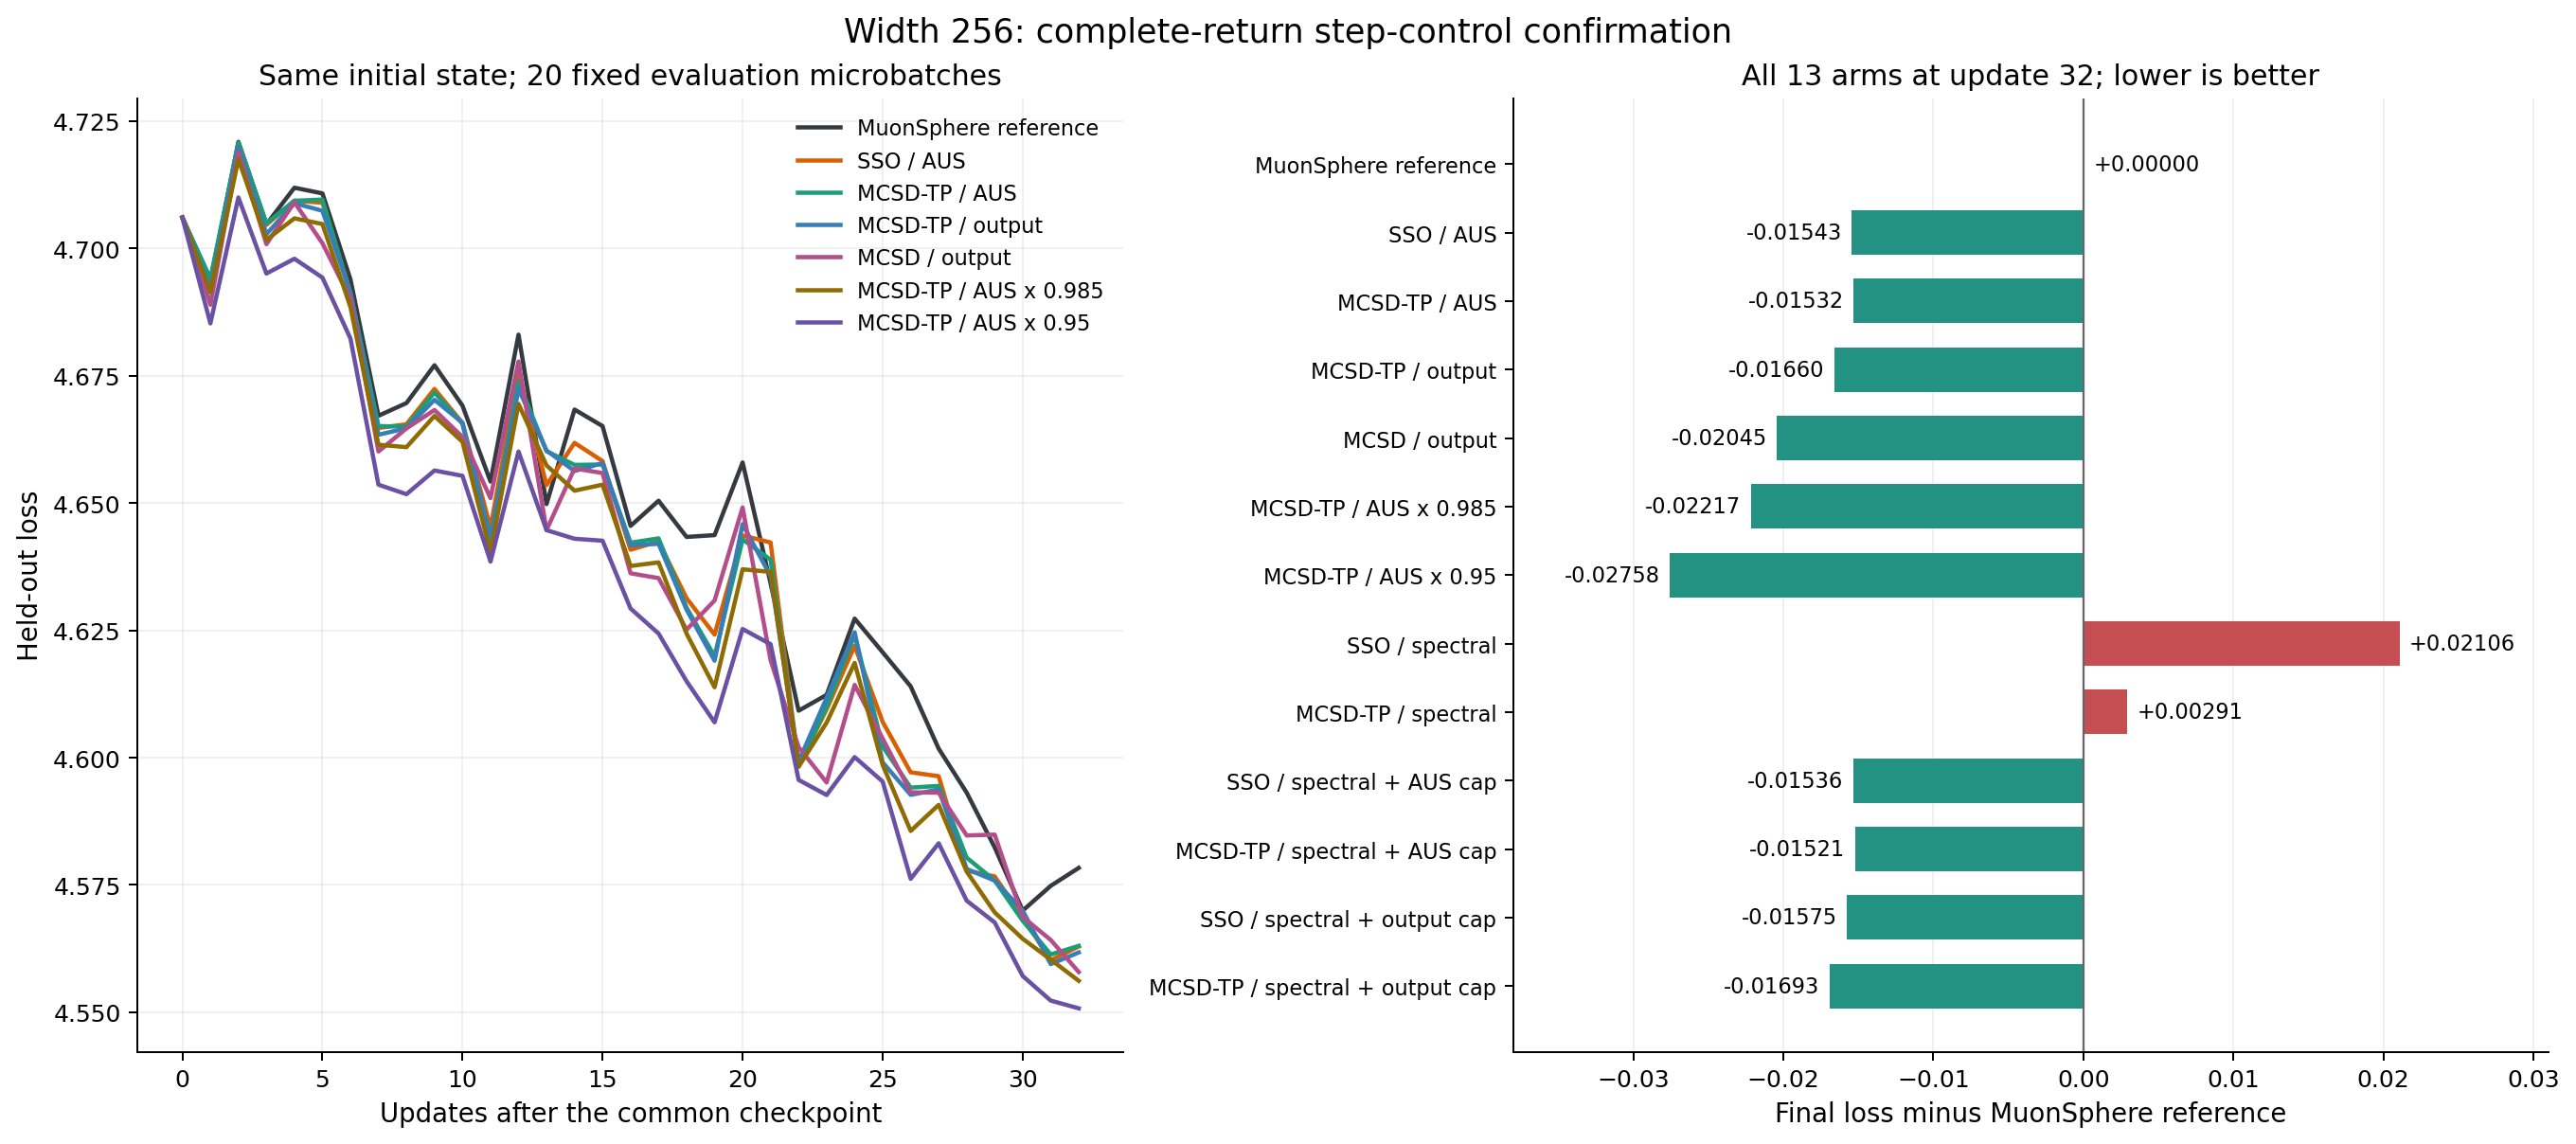 Width 256: complete-return step-control confirmation
Same initial state; 20 fixed evaluation microbatches
4.725
4.700
4.675
4.650
4.625
4.600
4.575
4.550
Held-out loss
MuonSphere reference
SSO / AUS
MCSD-TP / AUS
MCSD-TP / output
MCSD / output
MCSD-TP / AUS x 0.985
MCSD-TP / AUS x 0.95
0 5 10 15 20 25 30
Updates after the common checkpoint
All 13 arms at update 32; lower is better
MuonSphere reference +0.00000
SSO / AUS -0.01543
MCSD-TP / AUS -0.01532
MCSD-TP / output -0.01660
MCSD / output -0.02045
MCSD-TP / AUS x 0.985 -0.02217
MCSD-TP / AUS x 0.95 -0.02758
SSO / spectral +0.02106
MCSD-TP / spectral +0.00291
SSO / spectral + AUS cap -0.01536
MCSD-TP / spectral + AUS cap -0.01521
SSO / spectral + output cap -0.01575
MCSD-TP / spectral + output cap -0.01693
−0.03 −0.02 −0.01 0.00 0.01 0.02 0.03
Final loss minus MuonSphere reference